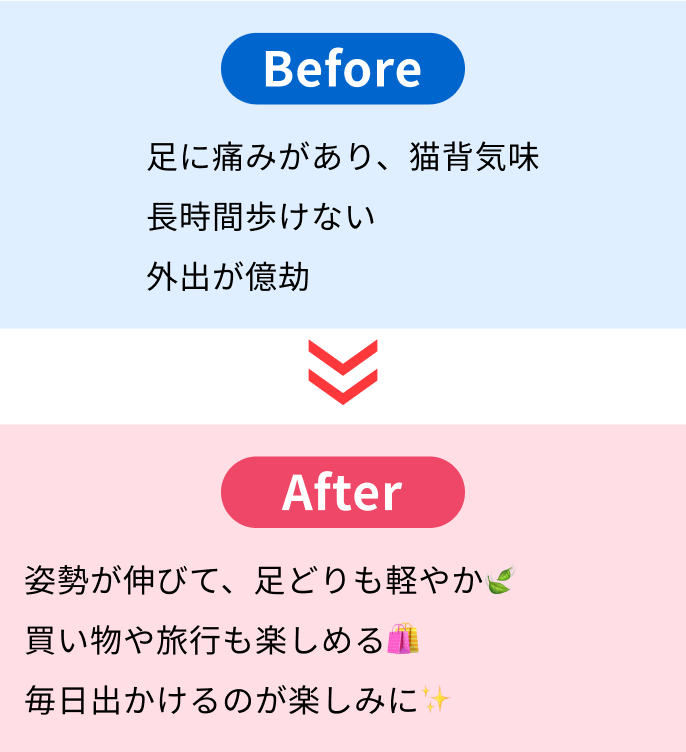 Before
足に痛みがあり、猫背気味
長時間歩けない
外出が億劫
After
姿勢が伸びて、足どりも軽やか🌿
買い物や旅行も楽しめる🛍️
毎日出かけるのが楽しみに✨